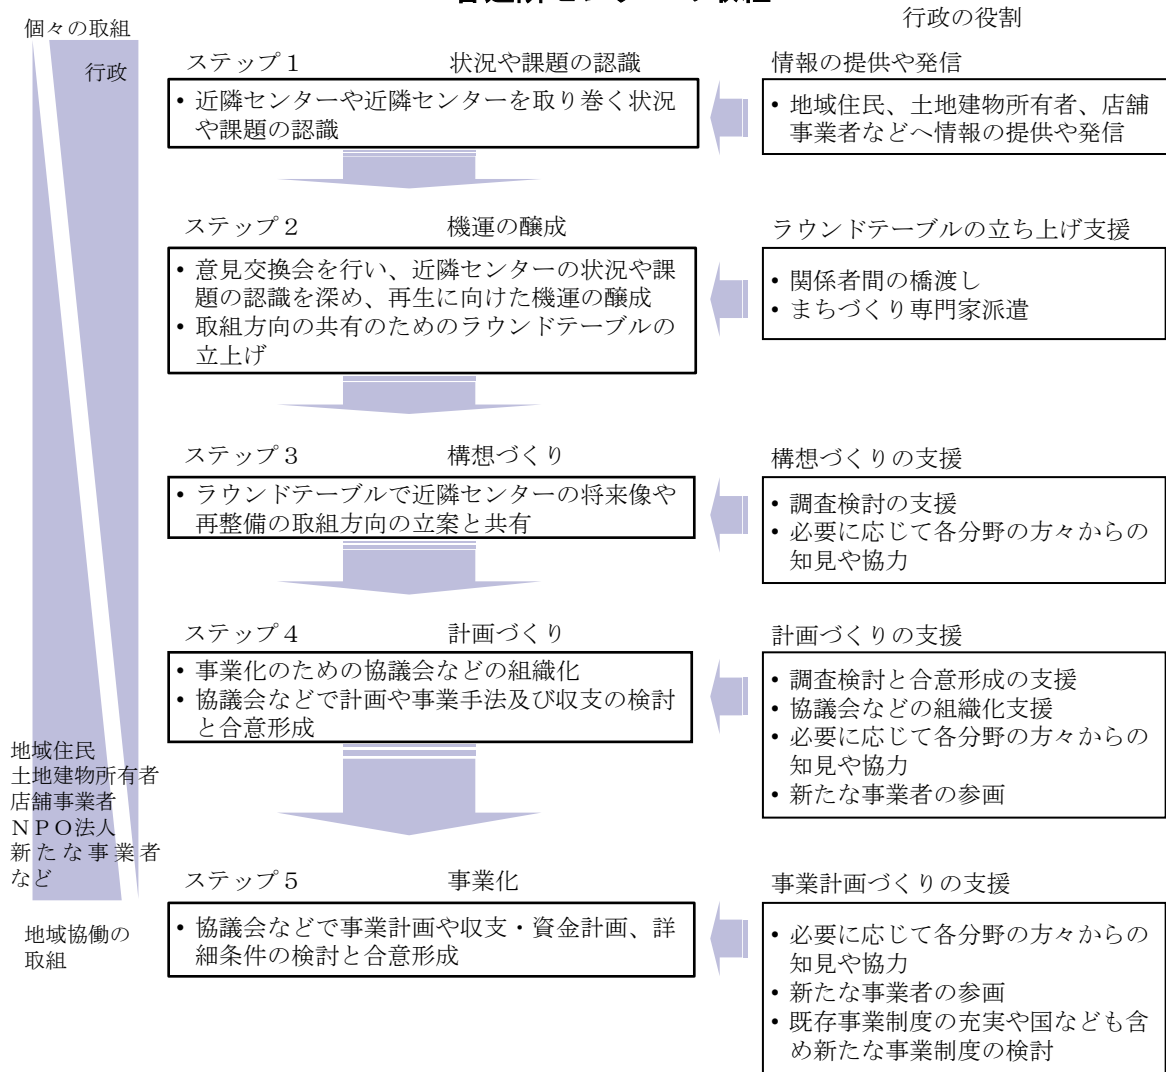 行政の役割
個々の取組
行政
ステップ１　状況や課題の認識
• 近隣センターや近隣センターを取り巻く状況
や課題の認識
情報の提供や発信
• 地域住民、土地建物所有者、店舗
事業者などへ情報の提供や発信
ステップ２　機運の醸成
• 意見交換会を行い、近隣センターの状況や課
題の認識を深め、再生に向けた機運の醸成
• 取組方向の共有のためのラウンドテーブルの
立上げ
ラウンドテーブルの立ち上げ支援
• 関係者間の橋渡し
• まちづくり専門家派遣
ステップ３　構想づくり
• ラウンドテーブルで近隣センターの将来像や
再整備の取組方向の立案と共有
構想づくりの支援
• 調査検討の支援
• 必要に応じて各分野の方々からの
知見や協力
ステップ４　計画づくり
• 事業化のための協議会などの組織化
• 協議会などで計画や事業手法及び収支の検討
と合意形成
計画づくりの支援
• 調査検討と合意形成の支援
• 協議会などの組織化支援
• 必要に応じて各分野の方々からの
知見や協力
• 新たな事業者の参画
地域住民
土地建物所有者
店舗事業者
ＮＰＯ法人
新たな事業者
など
ステップ５　事業化
• 協議会などで事業計画や収支・資金計画、詳
細条件の検討と合意形成
事業計画づくりの支援
• 必要に応じて各分野の方々からの
知見や協力
• 新たな事業者の参画
• 既存事業制度の充実や国なども含
め新たな事業制度の検討
地域協働の
取組